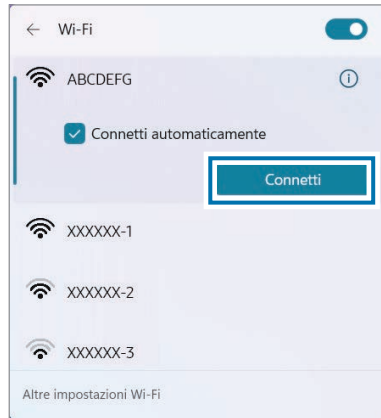 Wi-Fi
ABCDEFG
Connetti automaticamente
Connetti
XXXXXX-1
XXXXXX-2
XXXXXX-3
Altre impostazioni Wi-Fi